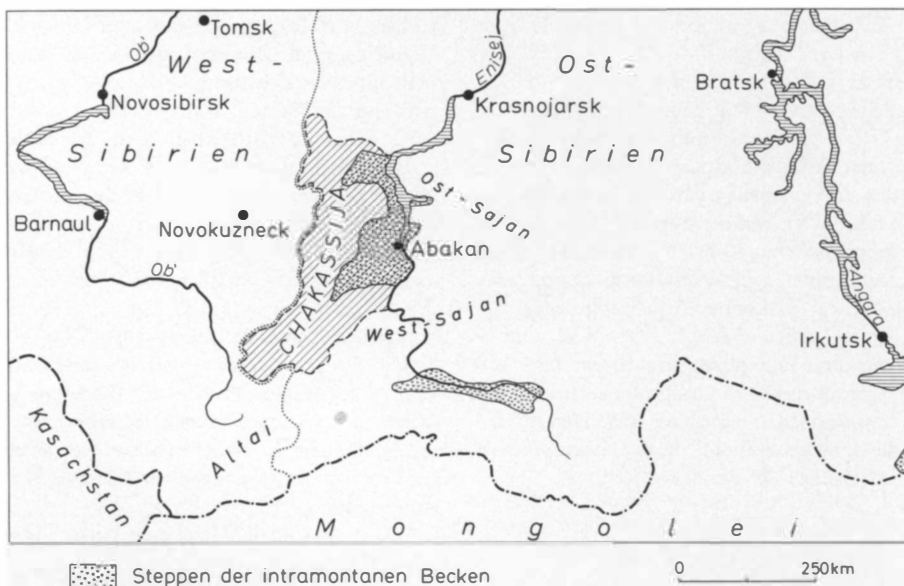 Tomsk
Ob'
West-
Enisej
Ost-
Bratsk
Novosibirsk
Krasnojarsk
Sibirien
Sibirien
CHAKASSIJA
Ost-Sajan
Barnaul
Novokuzneck
Abakan
Ob'
Angara
West-Sajan
Irkutsk
Kasachstan
Altai
Mongolei
Steppen der intramontanen Becken
0 250km